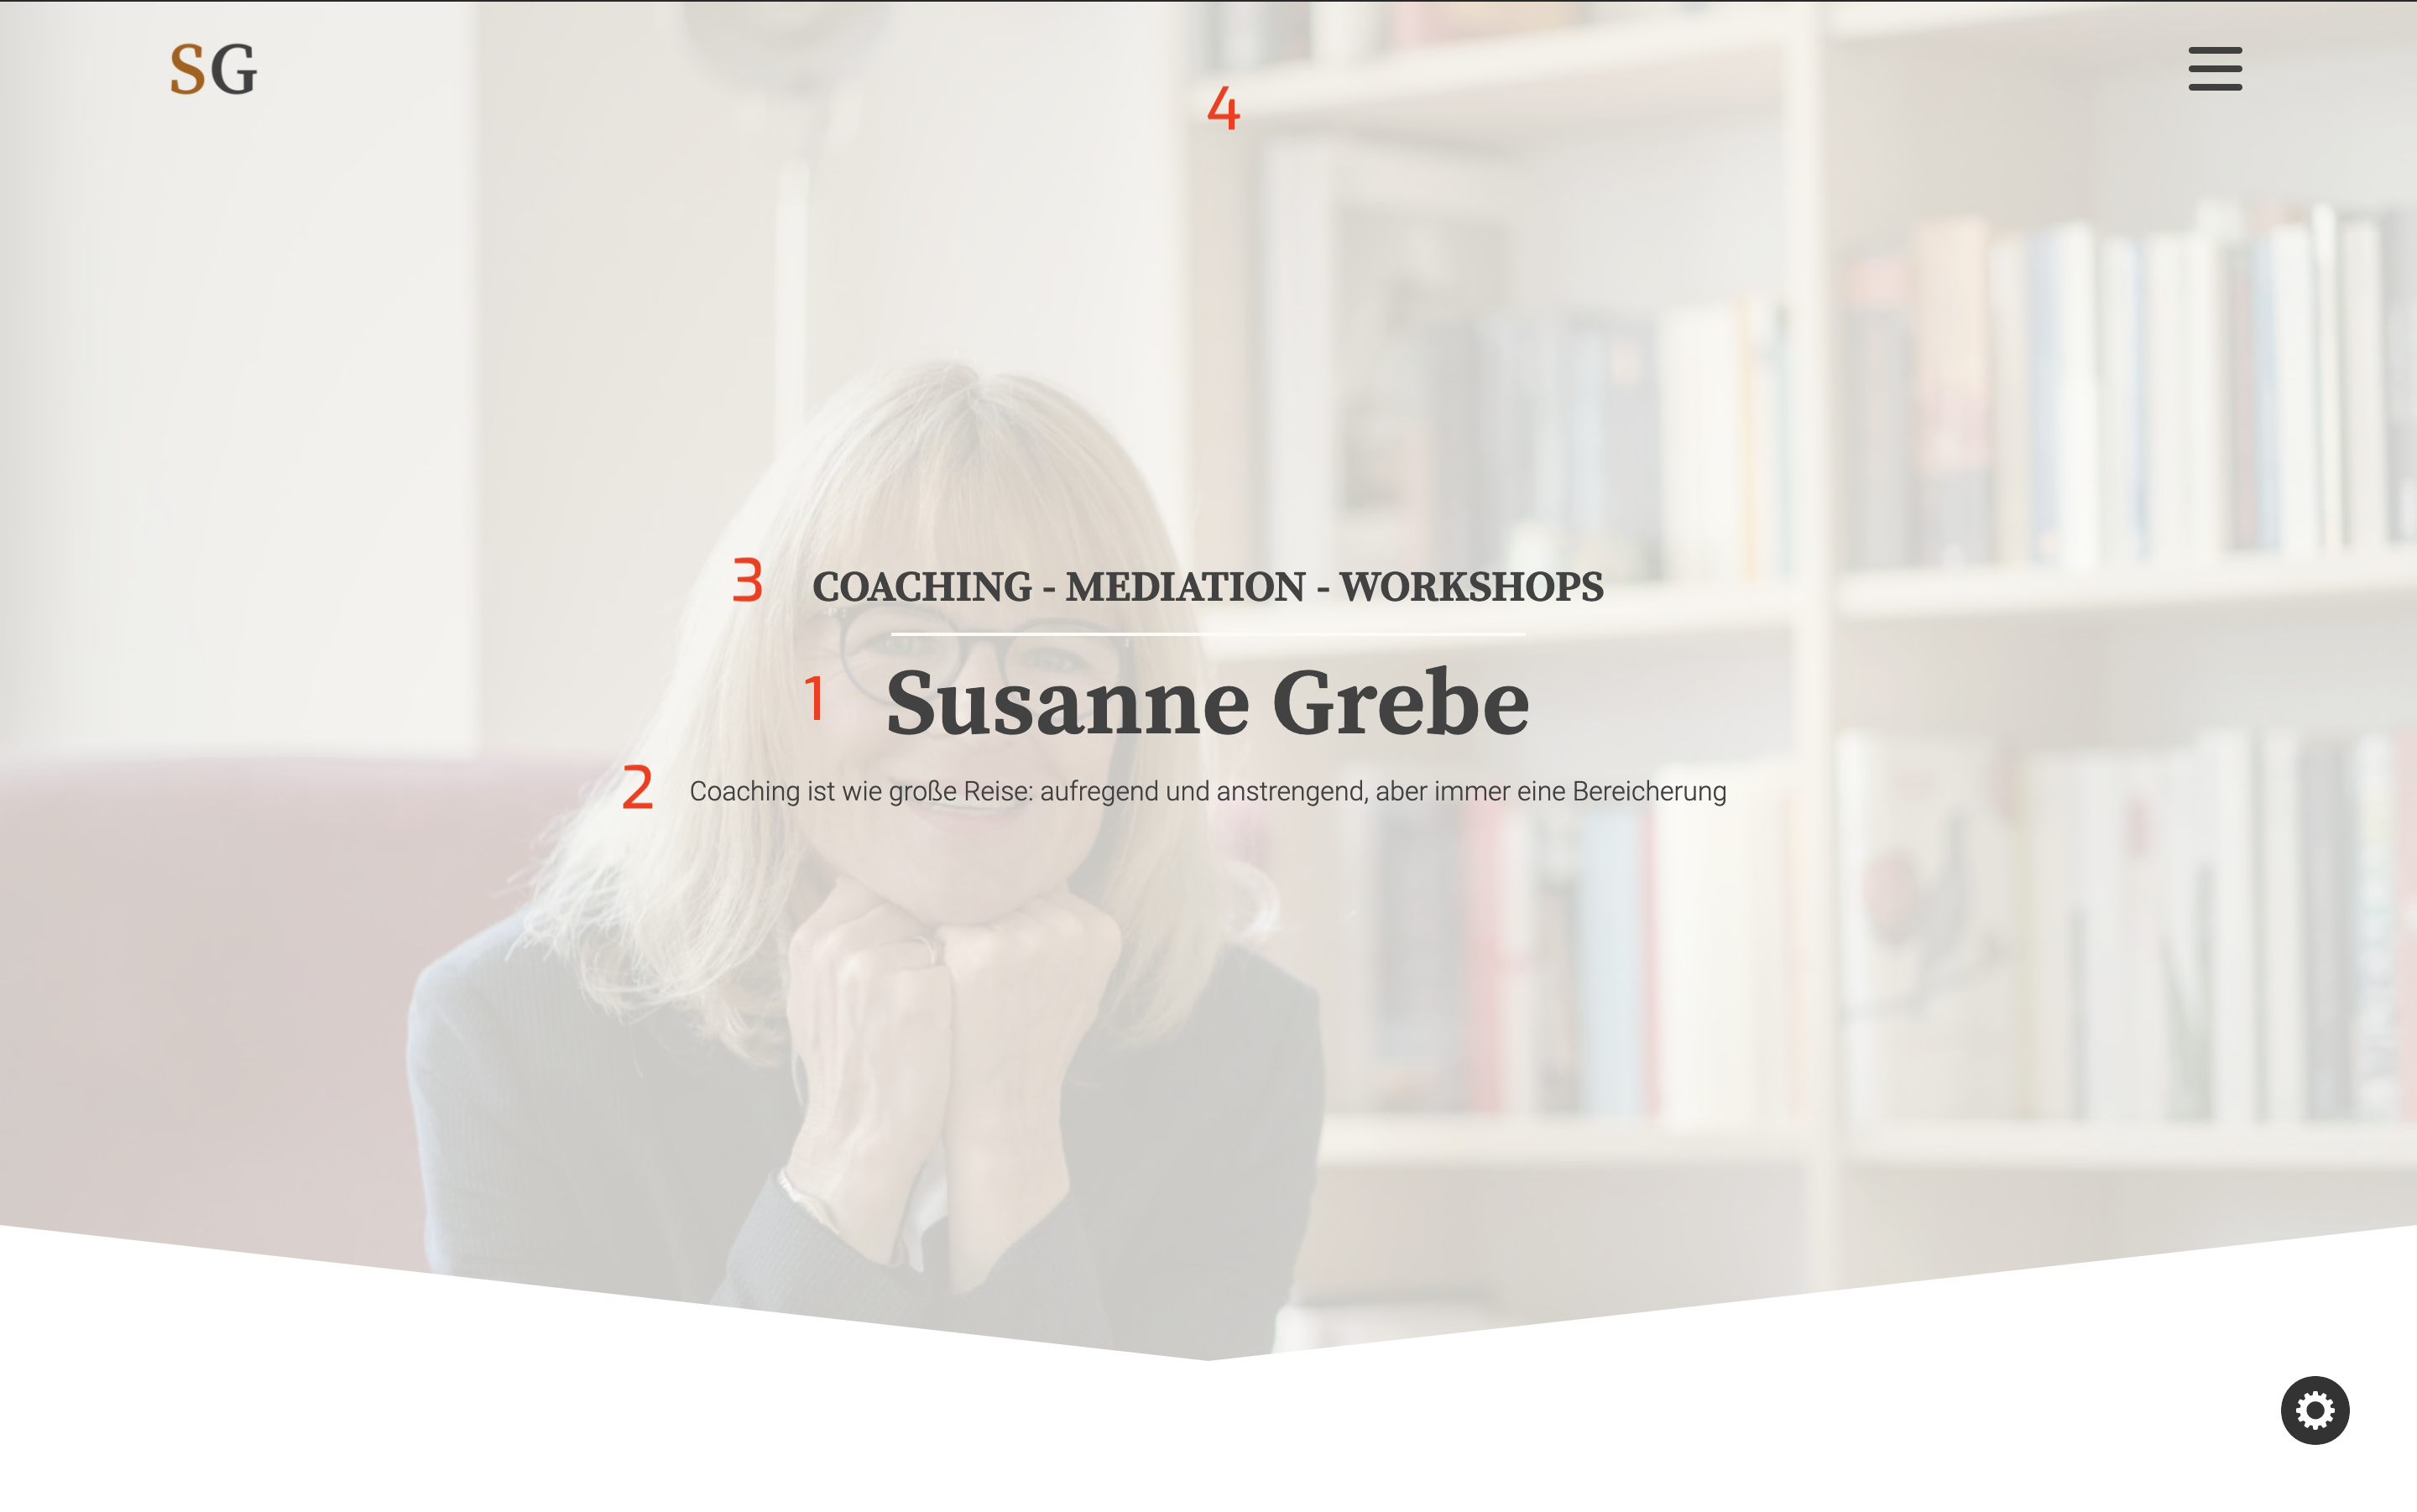 SG
4
3 COACHING - MEDIATION - WORKSHOPS
1 Susanne Grebe
2 Coaching ist wie große Reise: aufregend und anstrengend, aber immer eine Bereicherung